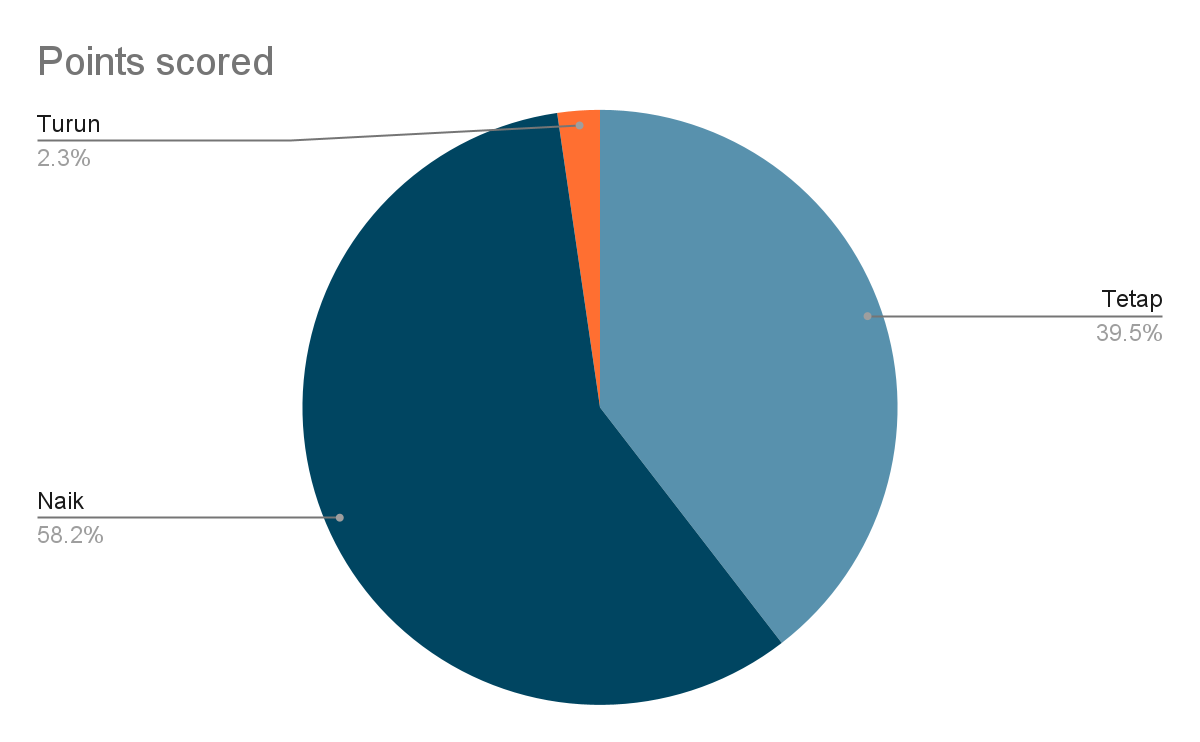 Points scored
Turun
2.3%
Tetap
39.5%
Naik
58.2%